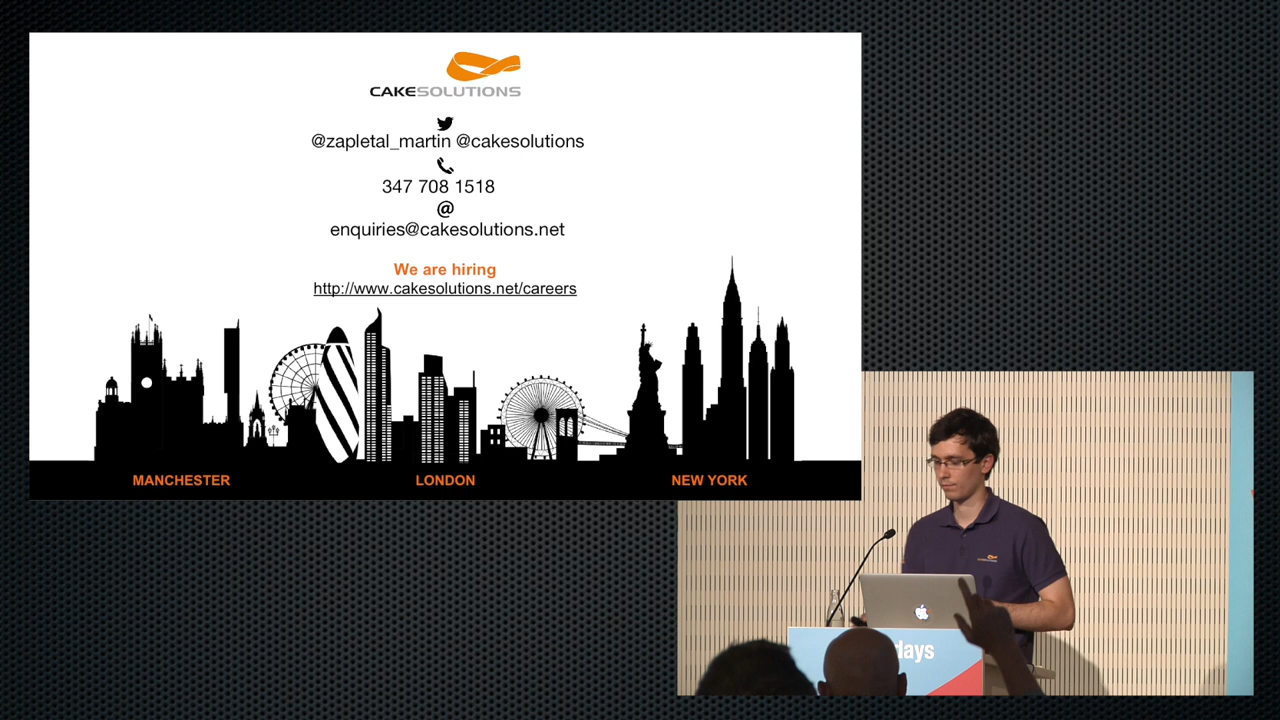 CAKESOLUTIONS
@zapletal_martin @cakesolutions
347 708 1518
@
enquiries@cakesolutions.net
We are hiring
http://www.cakesolutions.net/careers
MANCHESTER
LONDON
NEW YORK
days